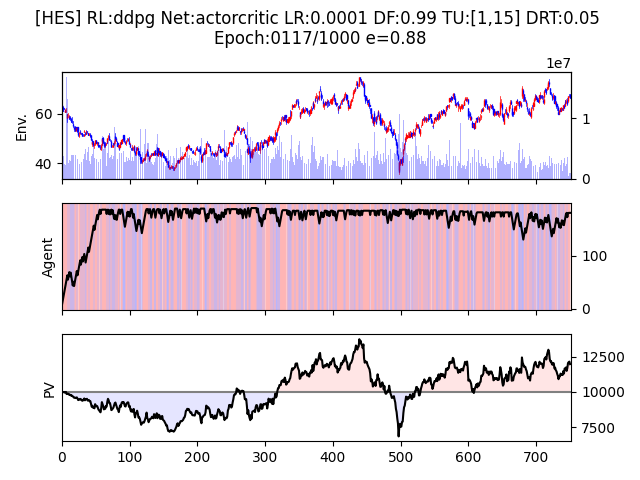 [HES] RL:ddpg Net:actorcritic LR:0.0001 DF:0.99 TU:[1,15] DRT:0.05
Epoch:0117/1000 e=0.88
1e7
Env.
60
40
1
0
Agent
100
0
PV
12500
10000
7500
0 100 200 300 400 500 600 700